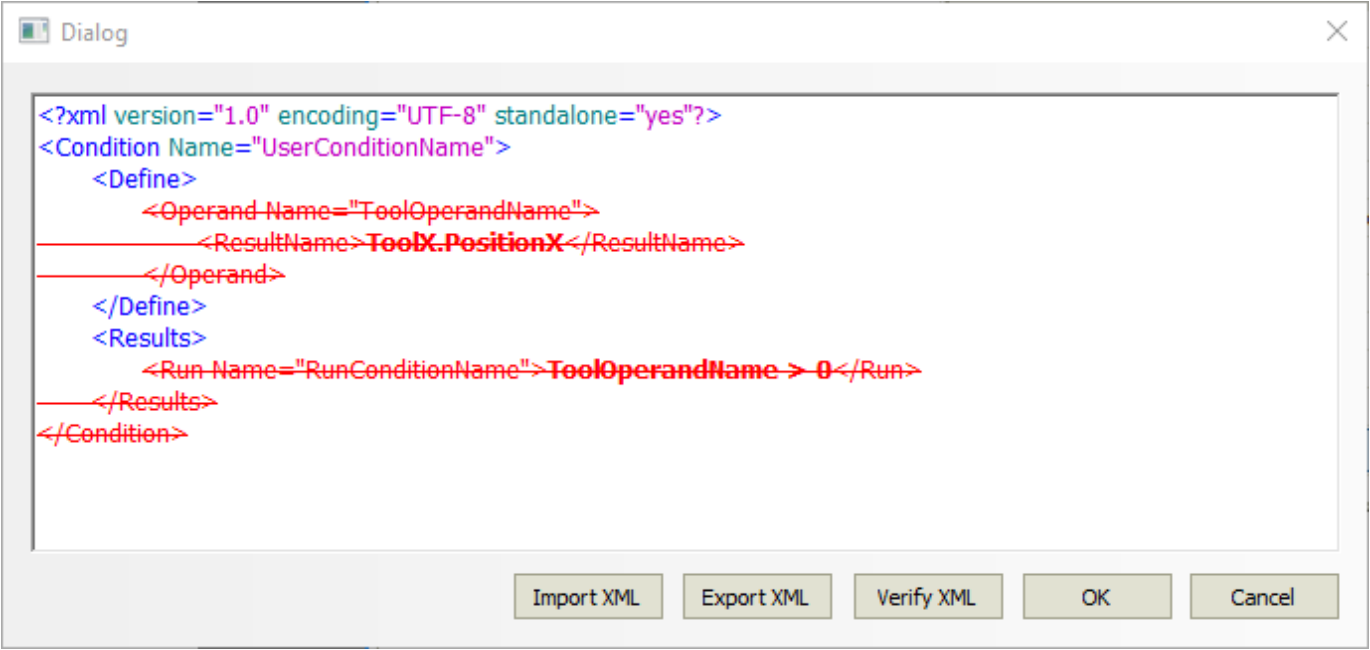 Dialog
<?xml version="1.0" encoding="UTF-8" standalone="yes"?>
<Condition Name="UserConditionName">
<Define>
<Operand Name="ToolOperandName">
<ResultName>ToolX.PositionX</ResultName>
</Operand>
</Define>
<Results>
<Run Name="RunConditionName">ToolOperandName > 0</Run>
</Results>
</Condition>
Import XML Export XML Verify XML OK Cancel